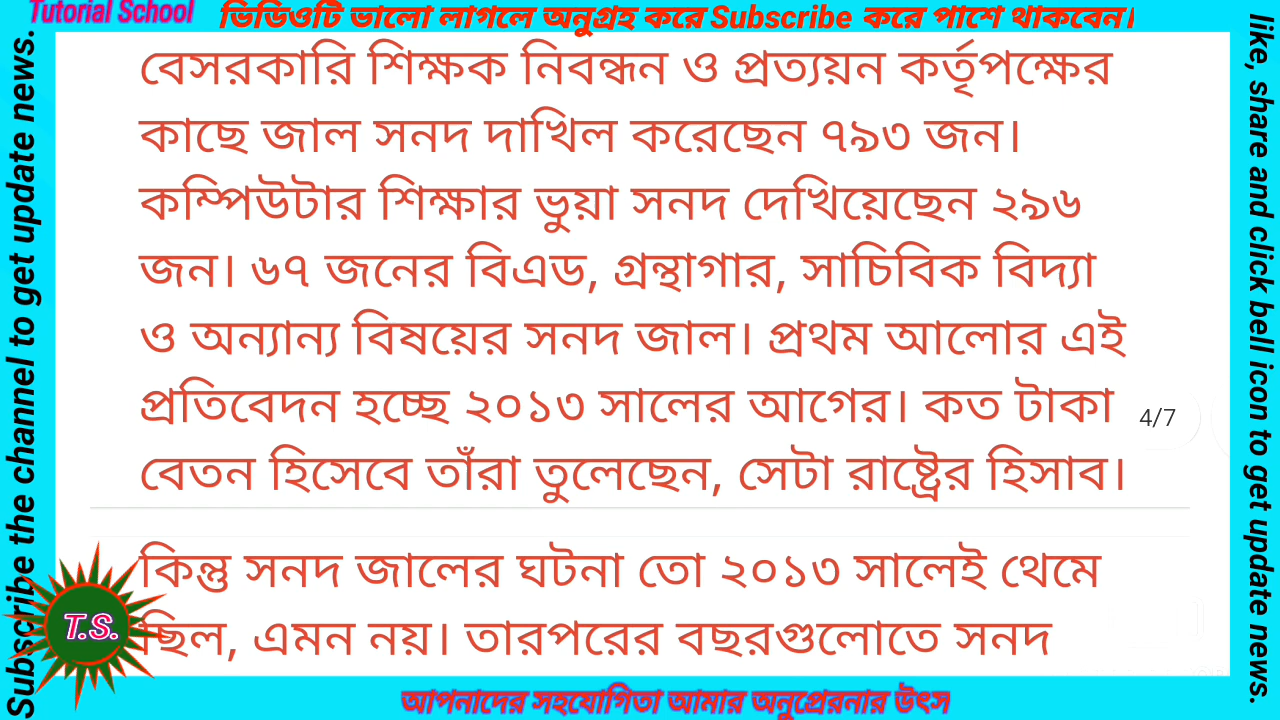 Tutorial School
ভিডিওটি ভালো লাগলে অনুগ্রহ করে Subscribe করে পাশে থাকবেন।
Subscribe the channel to get update news.
বেসরকারি শিক্ষক নিবন্ধন ও প্রত্যয়ন কর্তৃপক্ষের
কাছে জাল সনদ দাখিল করেছেন ৭৯৩ জন।
কম্পিউটার শিক্ষার ভুয়া সনদ দেখিয়েছেন ২৯৬
জন। ৬৭ জনের বিএড, গ্রন্থাগার, সাচিবিক বিদ্যা
ও অন্যান্য বিষয়ের সনদ জাল। প্রথম আলোর এই
প্রতিবেদন হচ্ছে ২০১৩ সালের আগের। কত টাকা
4/7
বেতন হিসেবে তাঁরা তুলেছেন, সেটা রাষ্ট্রের হিসাব।
কিন্তু সনদ জালের ঘটনা তো ২০১৩ সালেই থেমে
ছিল, এমন নয়। তারপরের বছরগুলোতে সনদ
T.S.
আপনাদের সহযোগিতা আমার অনুপ্রেরনার উৎস
like, share and click bell icon to get update news.